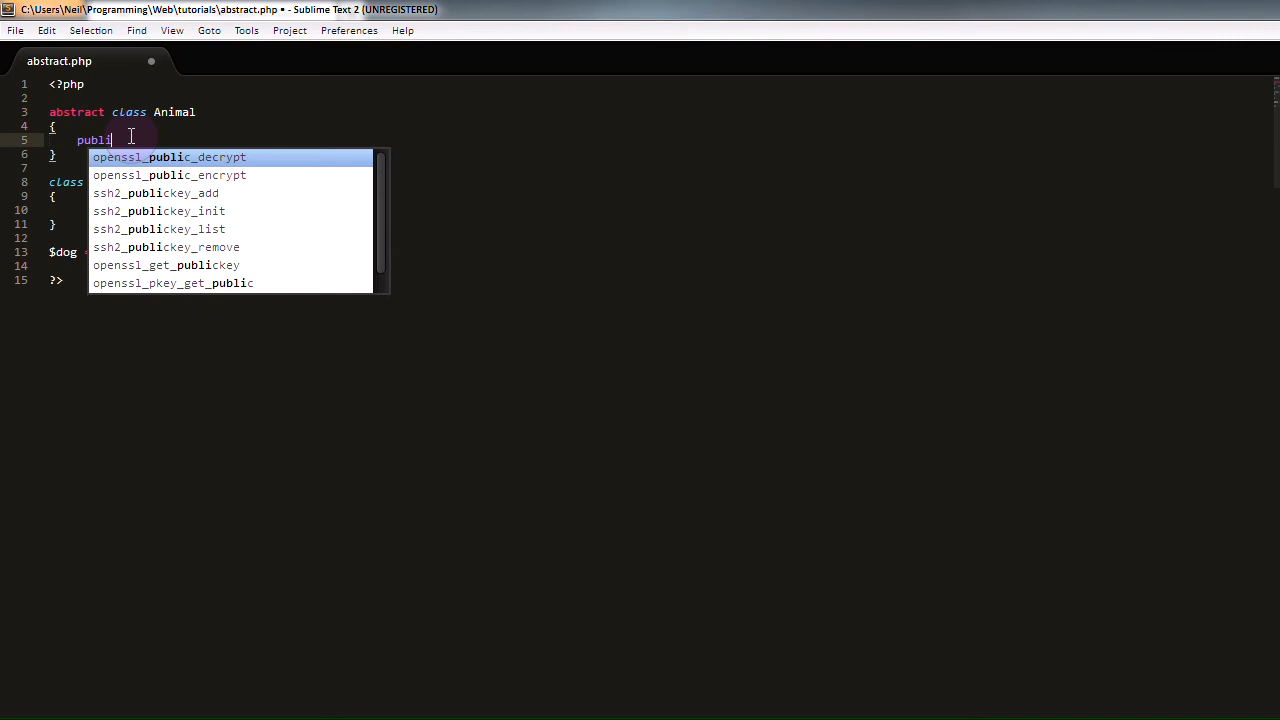 C:\Users\Neil\Programming\Web\tutorials\abstract.php • - Sublime Text 2 (UNREGISTERED)
File Edit Selection Find View Goto Tools Project Preferences Help
abstract.php
1 <?php
2
3 abstract class Animal
4 {
5 publi
6 }
openssl_public_decrypt
openssl_public_encrypt
ssh2_publickey_add
ssh2_publickey_init
ssh2_publickey_list
ssh2_publickey_remove
openssl_get_publickey
openssl_pkey_get_public
7
8 class
9 {
10
11 }
12
13 $dog
14
15 ?>